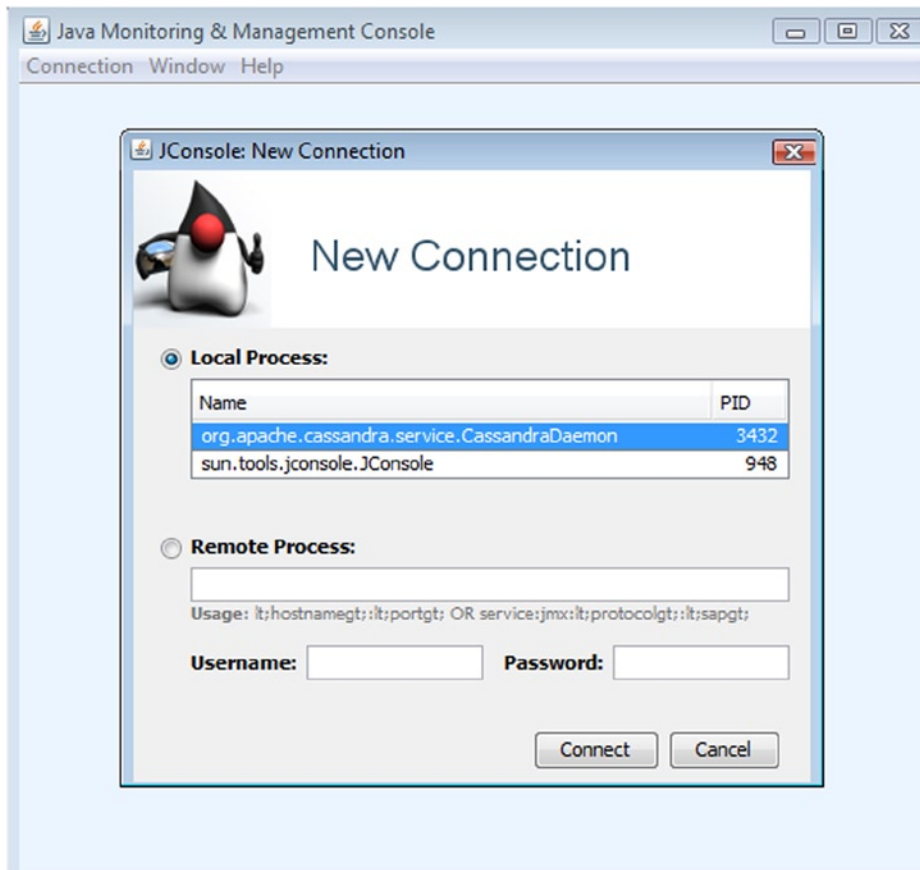 Java Monitoring & Management Console
Connection Window Help
JConsole: New Connection
New Connection
Local Process:
Name PID
org.apache.cassandra.service.CassandraDaemon 3432
sun.tools.jconsole.JConsole 948
Remote Process:
Usage: lt;hostnamegt;:lt;portgt; OR service:jmx:lt;protocolgt;:lt;sapgt;
Username: Password:
Connect Cancel